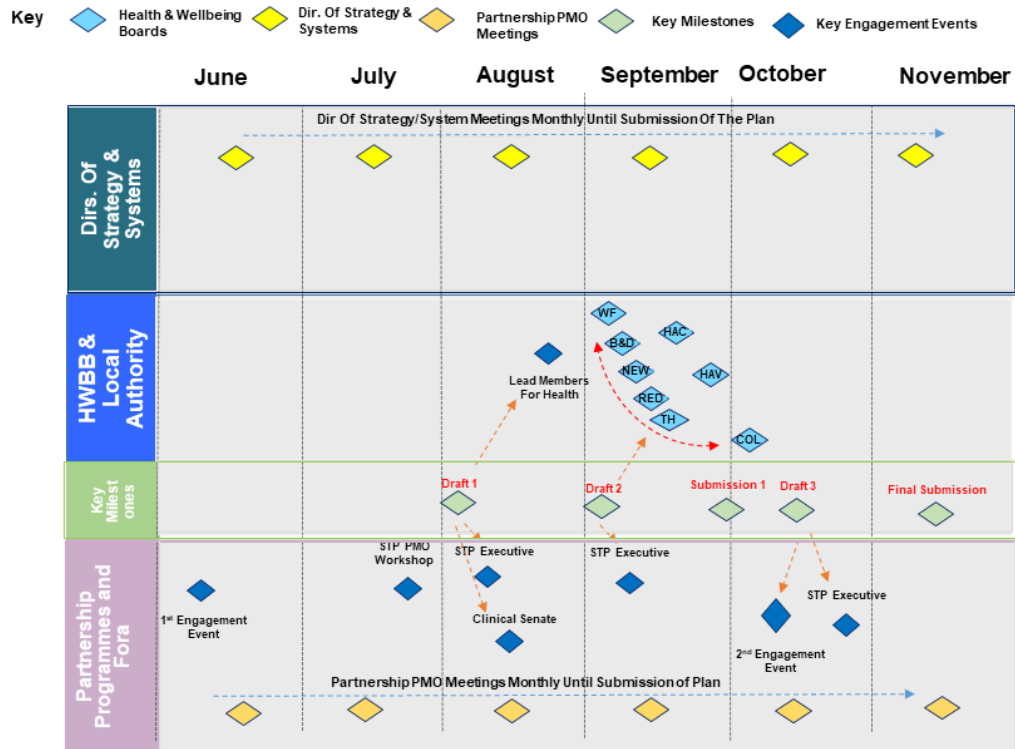 Key
Health & Wellbeing
Boards
Dir. Of Strategy &
Systems
Partnership PMO
Meetings
Key Milestones
Key Engagement Events
June
July
August
September
October
November
Dirs. Of
Strategy &
Systems
Dir Of Strategy/System Meetings Monthly Until Submission Of The Plan
HWBB &
Local
Authority
Lead Members
For Health
WF
HAC
B&D
NEW
HAV
RED
TH
COL
Key
Milest
ones
Draft 1
Draft 2
Submission 1
Draft 3
Final Submission
Partnership
Programmes and
Fora
1st Engagement
Event
STP PMO
Workshop
STP Executive
Clinical Senate
STP Executive
2nd Engagement
Event
STP Executive
Partnership PMO Meetings Monthly Until Submission of Plan